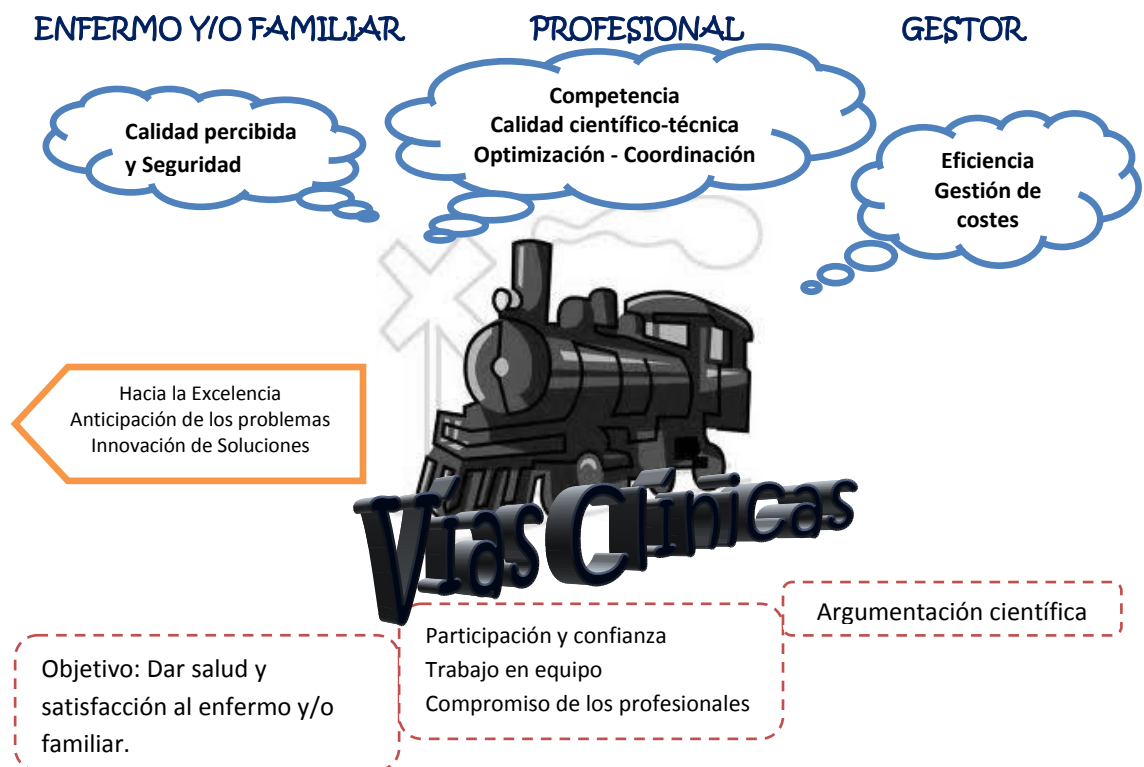 ENFERMO Y/O FAMILIAR
PROFESIONAL
GESTOR
Calidad percibida
y Seguridad
Competencia
Calidad científico-técnica
Optimización - Coordinación
Eficiencia
Gestión de
costes
Hacia la Excelencia
Anticipación de los problemas
Innovación de Soluciones
Vías Clínicas
Objetivo: Dar salud y
satisfacción al enfermo y/o
familiar.
Participación y confianza
Trabajo en equipo
Compromiso de los profesionales
Argumentación científica